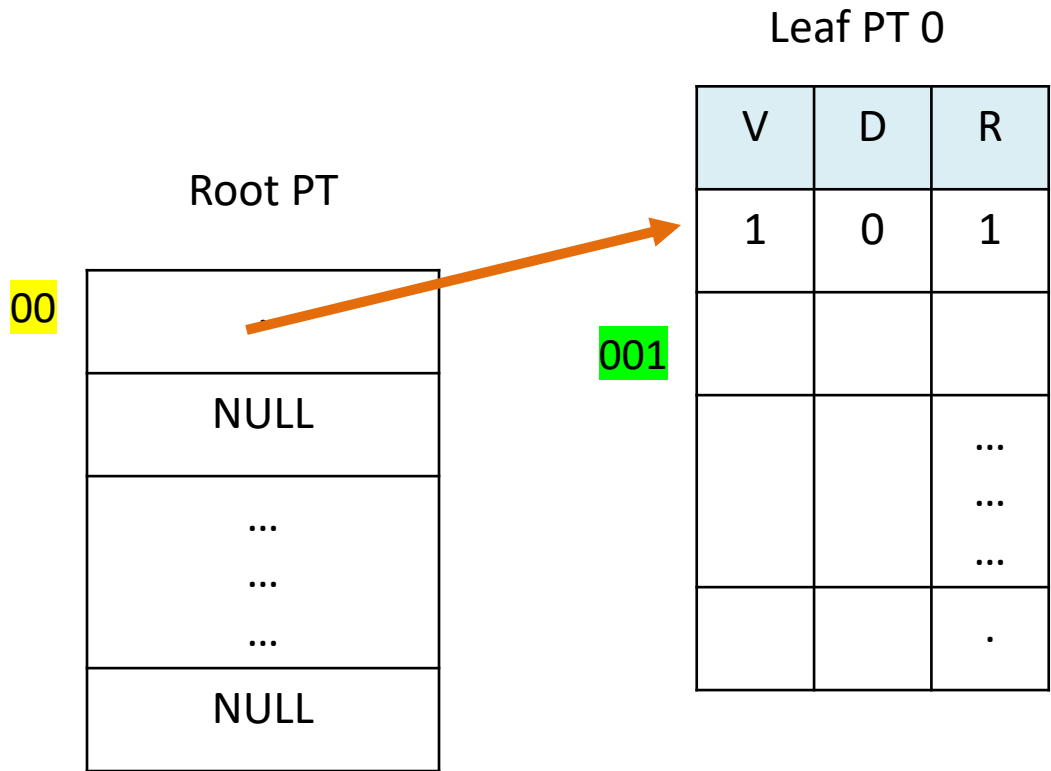 Leaf PT 0
V D R
Root PT
1 0 1
00
.
001
NULL
...
...
...
...
...
...
.
NULL